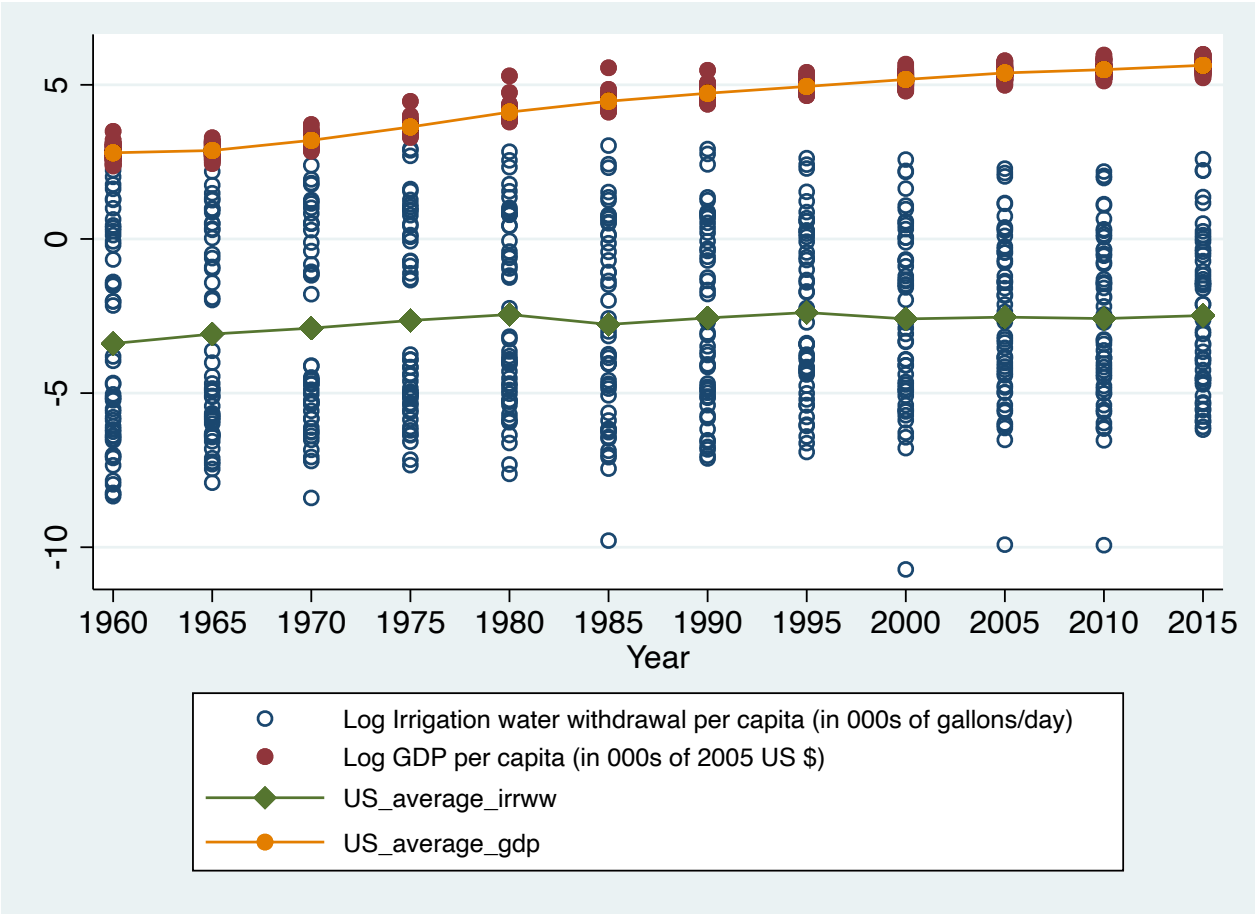 5
0
-5
-10
1960 1965 1970 1975 1980 1985 1990 1995 2000 2005 2010 2015
Year
Log Irrigation water withdrawal per capita (in 000s of gallons/day)
Log GDP per capita (in 000s of 2005 US $)
US_average_irrww
US_average_gdp